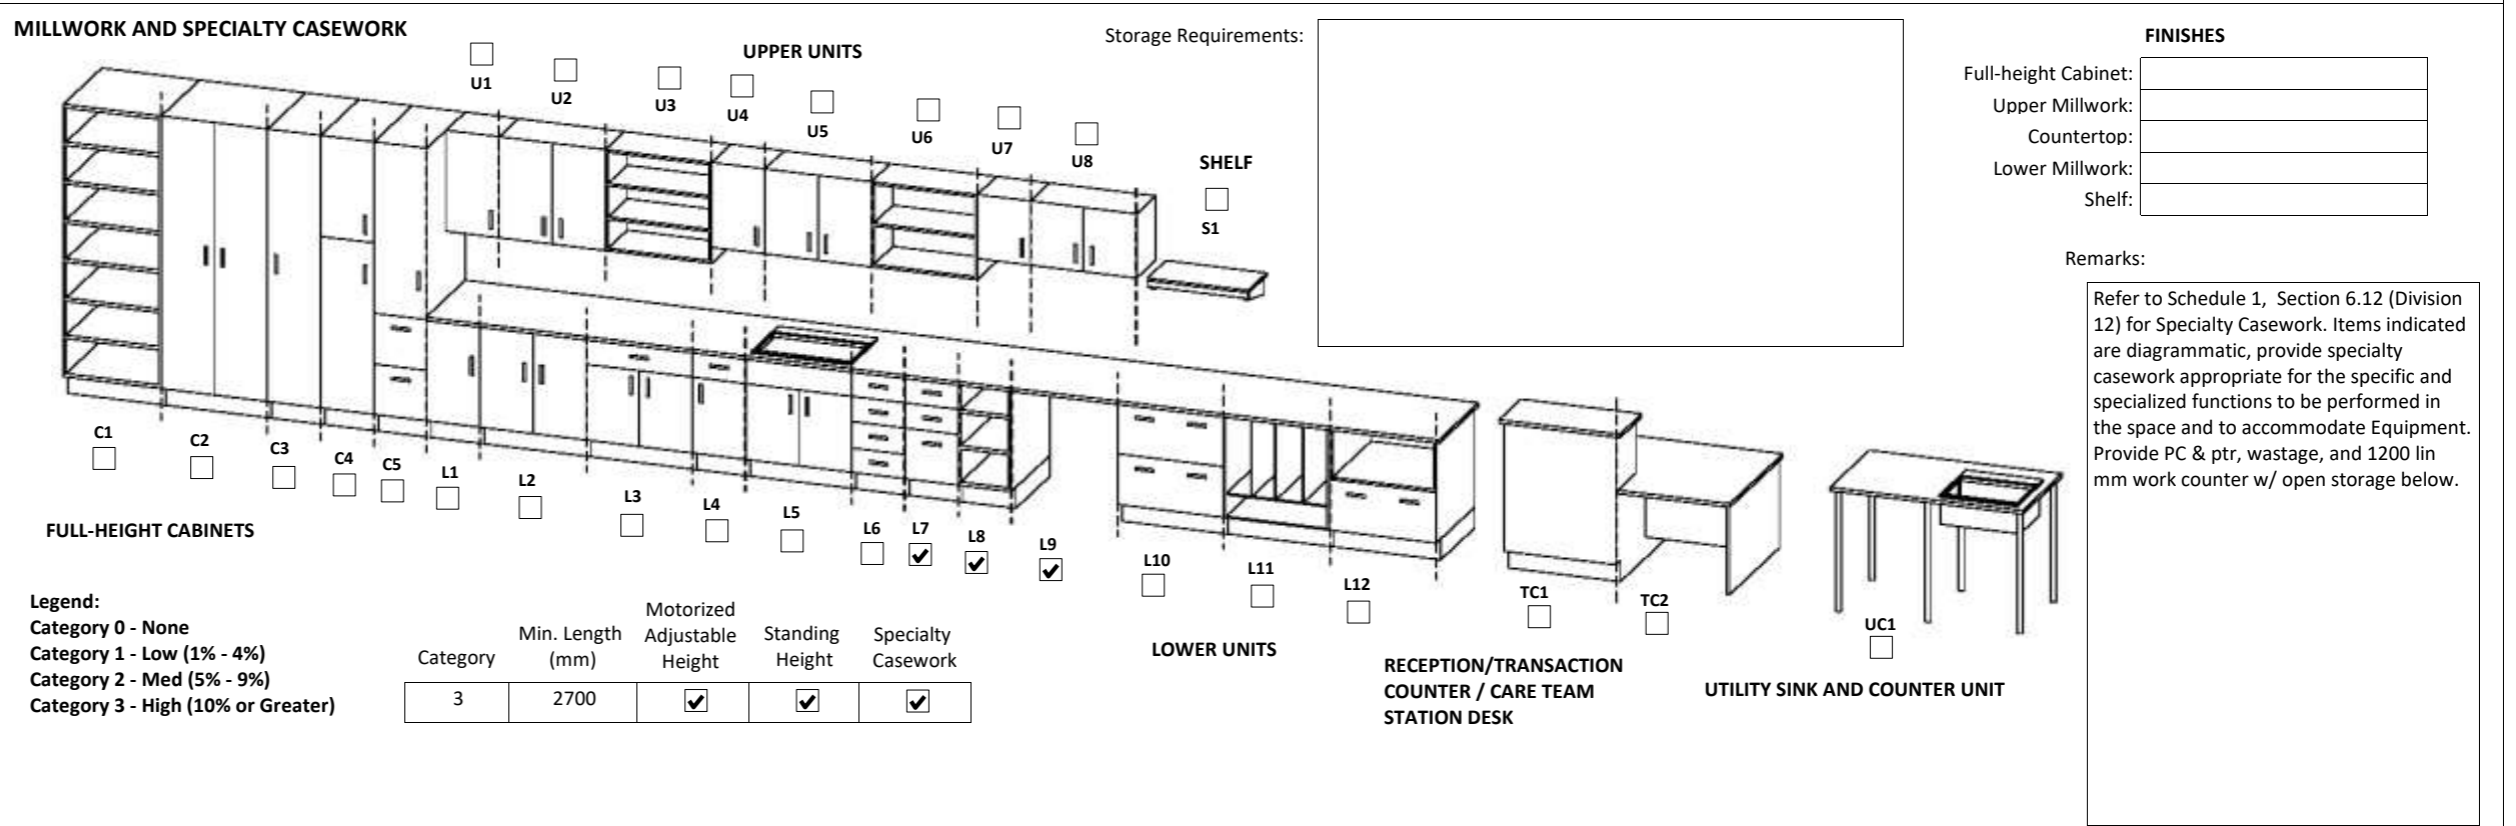 MILLWORK AND SPECIALTY CASEWORK
UPPER UNITS
U1
U2
U3
U4
U5
U6
U7
U8
SHELF
S1
Storage Requirements:
FINISHES
Full-height Cabinet:
Upper Millwork:
Countertop:
Lower Millwork:
Shelf:
Remarks:
Refer to Schedule 1, Section 6.12 (Division
12) for Specialty Casework. Items indicated
are diagrammatic, provide specialty
casework appropriate for the specific and
specialized functions to be performed in
the space and to accommodate Equipment.
Provide PC & ptr, wastage, and 1200 lin
mm work counter w/ open storage below.
C1
C2
C3
C4
C5
L1
L2
L3
L4
L5
L6
L7
L8
L9
L10
L11
L12
TC1
TC2
UC1
FULL-HEIGHT CABINETS
LOWER UNITS
RECEPTION/TRANSACTION
COUNTER / CARE TEAM
STATION DESK
UTILITY SINK AND COUNTER UNIT
Legend:
Category 0 - None
Category 1 - Low (1% - 4%)
Category 2 - Med (5% - 9%)
Category 3 - High (10% or Greater)
Category
Min. Length
(mm)
Motorized
Adjustable
Height
Standing
Height
Specialty
Casework
3
2700